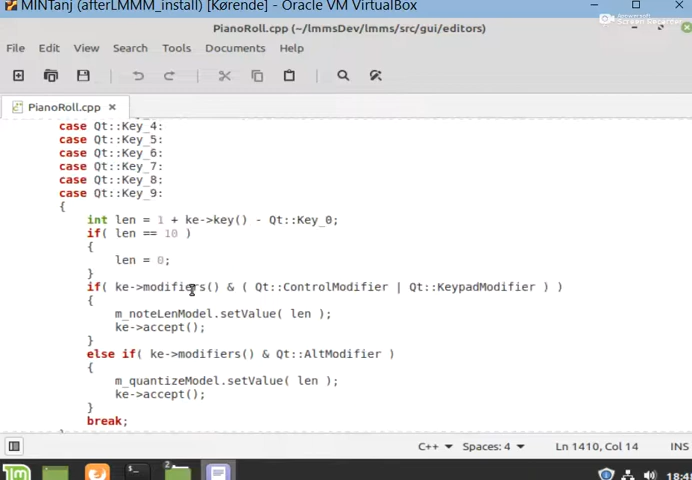 MINTanj (afterLMMM_install) [Kørende] - Oracle VM VirtualBox
PianoRoll.cpp (~/lmmsDev/lmms/src/gui/editors)
File Edit View Search Tools Documents Help
PianoRoll.cpp
case Qt::Key_4:
case Qt::Key_5:
case Qt::Key_6:
case Qt::Key_7:
case Qt::Key_8:
case Qt::Key_9:
{
int len = 1 + ke->key() - Qt::Key_0;
if( len == 10 )
{
len = 0;
}
if( ke->modifiers() & ( Qt::ControlModifier | Qt::KeypadModifier ) )
{
m_noteLenModel.setValue( len );
ke->accept();
}
else if( ke->modifiers() & Qt::AltModifier )
{
m_quantizeModel.setValue( len );
ke->accept();
}
break;
C++ Spaces: 4 Ln 1410, Col 14 INS
2